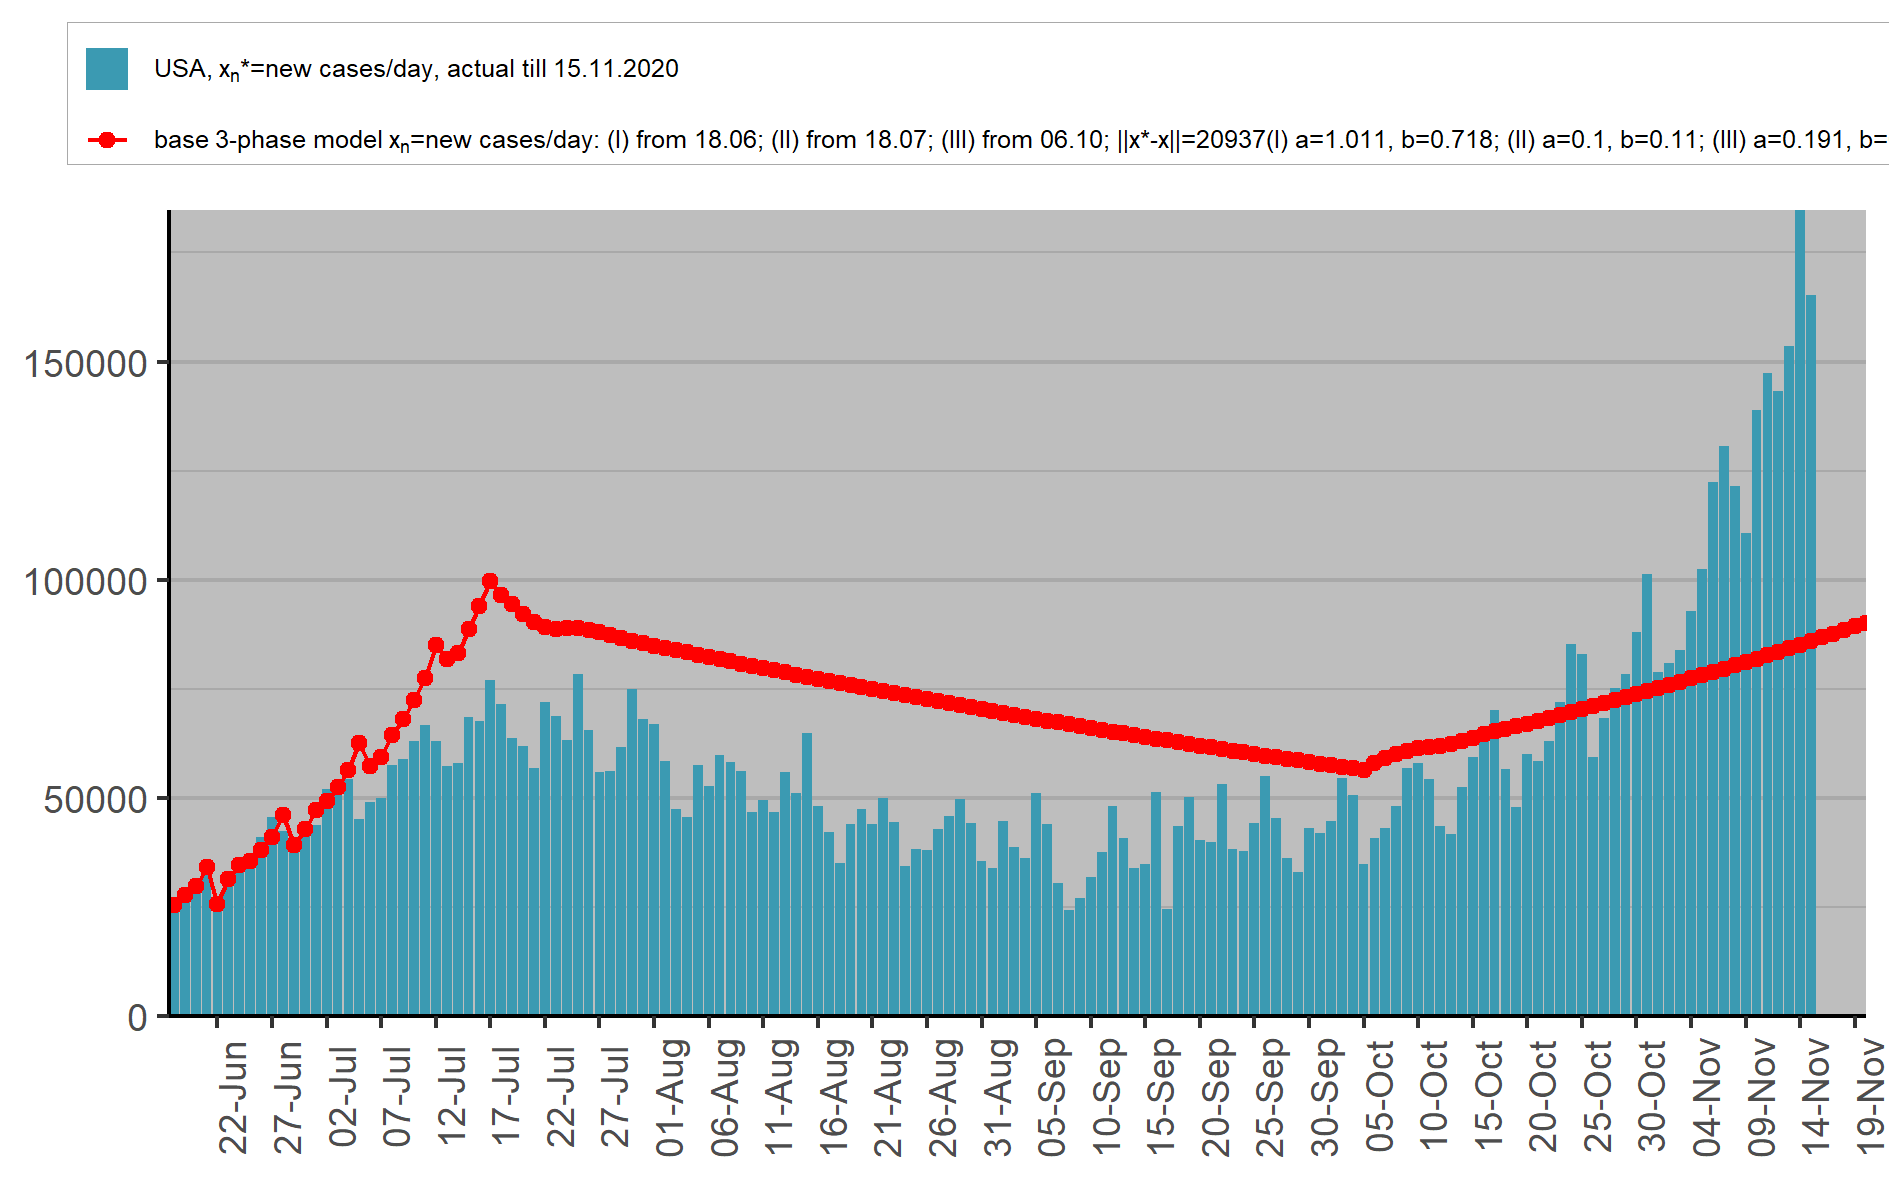 USA, xₙ*=new cases/day, actual till 15.11.2020
base 3-phase model xₙ=new cases/day: (I) from 18.06; (II) from 18.07; (III) from 06.10; ||x*-x||=20937(I) a=1.011, b=0.718; (II) a=0.1, b=0.11; (III) a=0.191, b=
150000
100000
50000
0
22-Jun
27-Jun
02-Jul
07-Jul
12-Jul
17-Jul
22-Jul
27-Jul
01-Aug
06-Aug
11-Aug
16-Aug
21-Aug
26-Aug
31-Aug
05-Sep
10-Sep
15-Sep
20-Sep
25-Sep
30-Sep
05-Oct
10-Oct
15-Oct
20-Oct
25-Oct
30-Oct
04-Nov
09-Nov
14-Nov
19-Nov